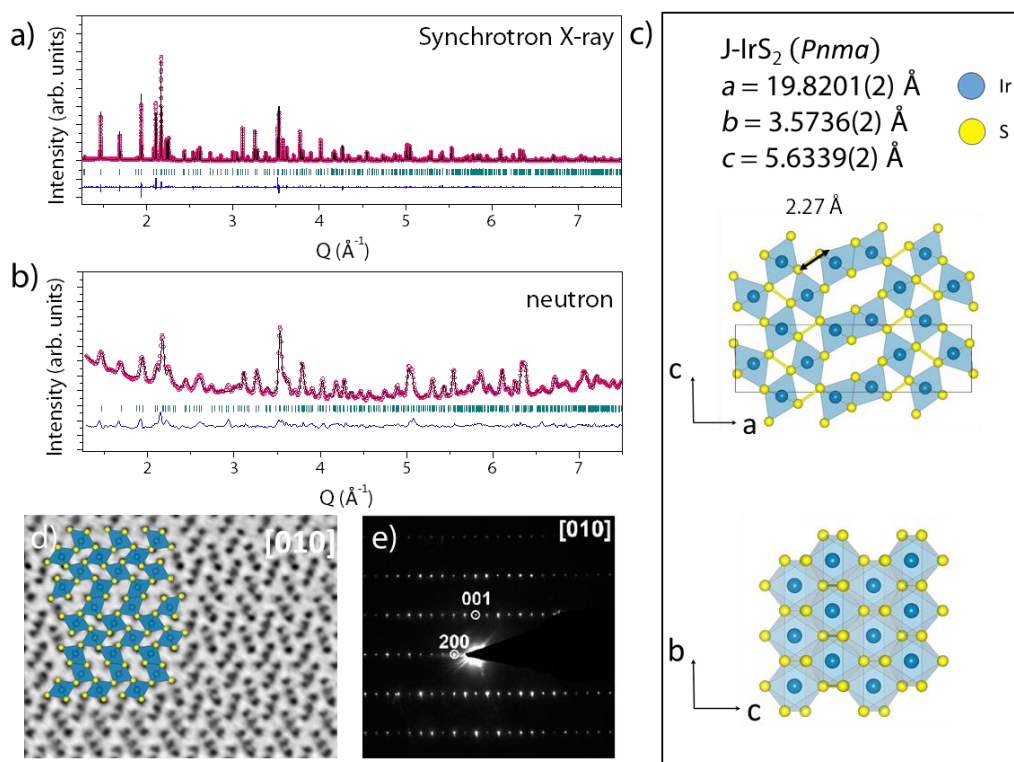 a)
Synchrotron X-ray
Intensity (arb. units)
2 3 4 5 6 7
Q (Å⁻¹)
b)
neutron
Intensity (arb. units)
2 3 4 5 6 7
Q (Å⁻¹)
c)
J-IrS₂ (Pnma)
a = 19.8201(2) Å
b = 3.5736(2) Å
c = 5.6339(2) Å
Ir
S
2.27 Å
c
a
b
c
d)
[010]
e)
[010]
001
200